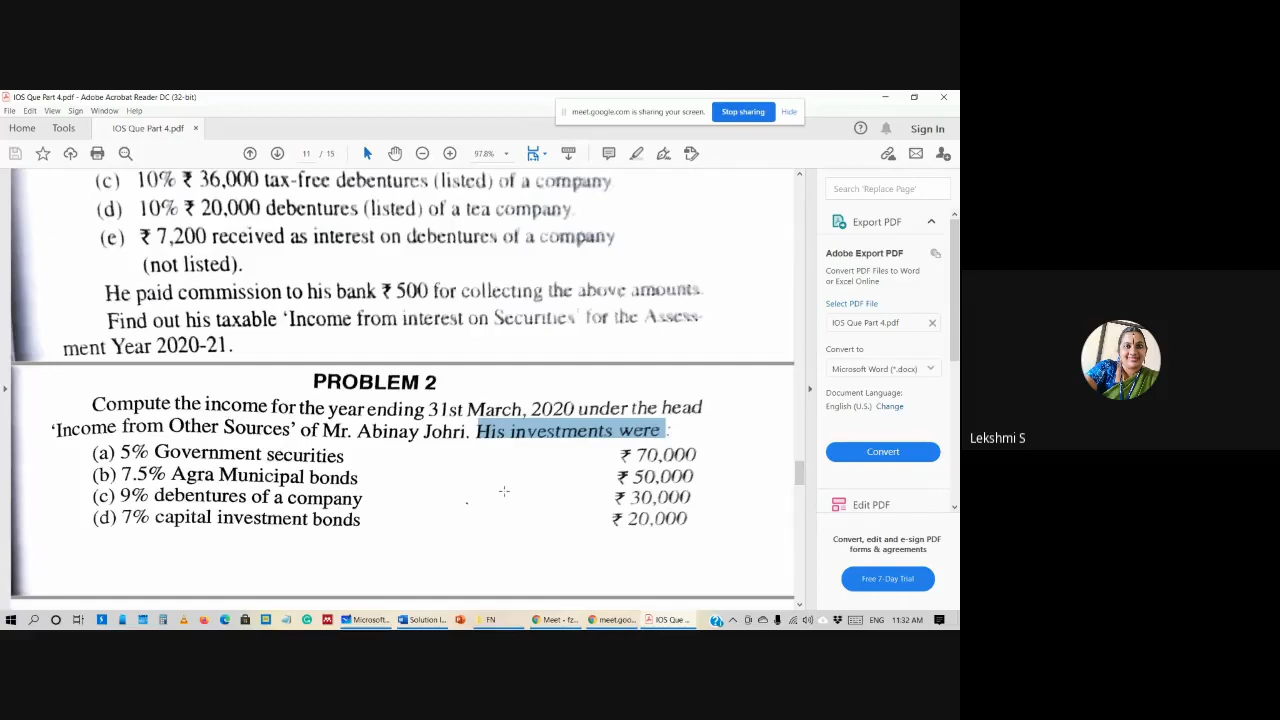 IOS Que Part 4.pdf - Adobe Acrobat Reader DC (32-bit)
File Edit View Sign Window Help
meet.google.com is sharing your screen. Stop sharing Hide
Home Tools IOS Que Part 4.pdf × Sign In
11 / 15 97.8%
(c) 10% ₹ 36,000 tax-free debentures (listed) of a company
(d) 10% ₹ 20,000 debentures (listed) of a tea company.
(e) ₹ 7,200 received as interest on debentures of a company
(not listed).
He paid commission to his bank ₹ 500 for collecting the above amounts.
Find out his taxable ‘Income from interest on Securities’ for the Assess-
ment Year 2020-21.
PROBLEM 2
Compute the income for the year ending 31st March, 2020 under the head
‘Income from Other Sources’ of Mr. Abinay Johri. His investments were :
(a) 5% Government securities ₹ 70,000
(b) 7.5% Agra Municipal bonds ₹ 50,000
(c) 9% debentures of a company ₹ 30,000
(d) 7% capital investment bonds ₹ 20,000
Search 'Replace Page'
Export PDF
Adobe Export PDF
Convert PDF Files to Word
or Excel Online
Select PDF File
IOS Que Part 4.pdf
Convert to
Microsoft Word (*.docx)
Document Language:
English (U.S.) Change
Convert
Edit PDF
Convert, edit and e-sign PDF
forms & agreements
Free 7-Day Trial
Microsoft... Solution I... FN Meet - fz... meet.goo... IOS Que ... ENG 11:32 AM
Lekshmi S